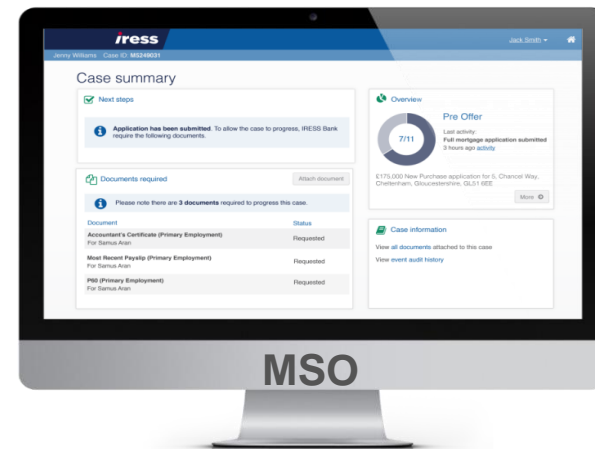 iress
Jack Smith
Jenny Williams Case ID: MS249031
Case summary
Next steps
Application has been submitted. To allow the case to progress, IRESS Bank
require the following documents.
Documents required
Attach document
Please note there are 3 documents required to progress this case.
Document Status
Accountant's Certificate (Primary Employment)
For Samus Aran
Requested
Most Recent Payslip (Primary Employment)
For Samus Aran
Requested
P60 (Primary Employment)
For Samus Aran
Requested
Overview
7/11
Pre Offer
Last activity:
Full mortgage application submitted
3 hours ago activity
£175,000 New Purchase application for 5, Chancel Way,
Cheltenham, Gloucestershire, GL51 6EE
More
Case information
View all documents attached to this case
View event audit history
MSO